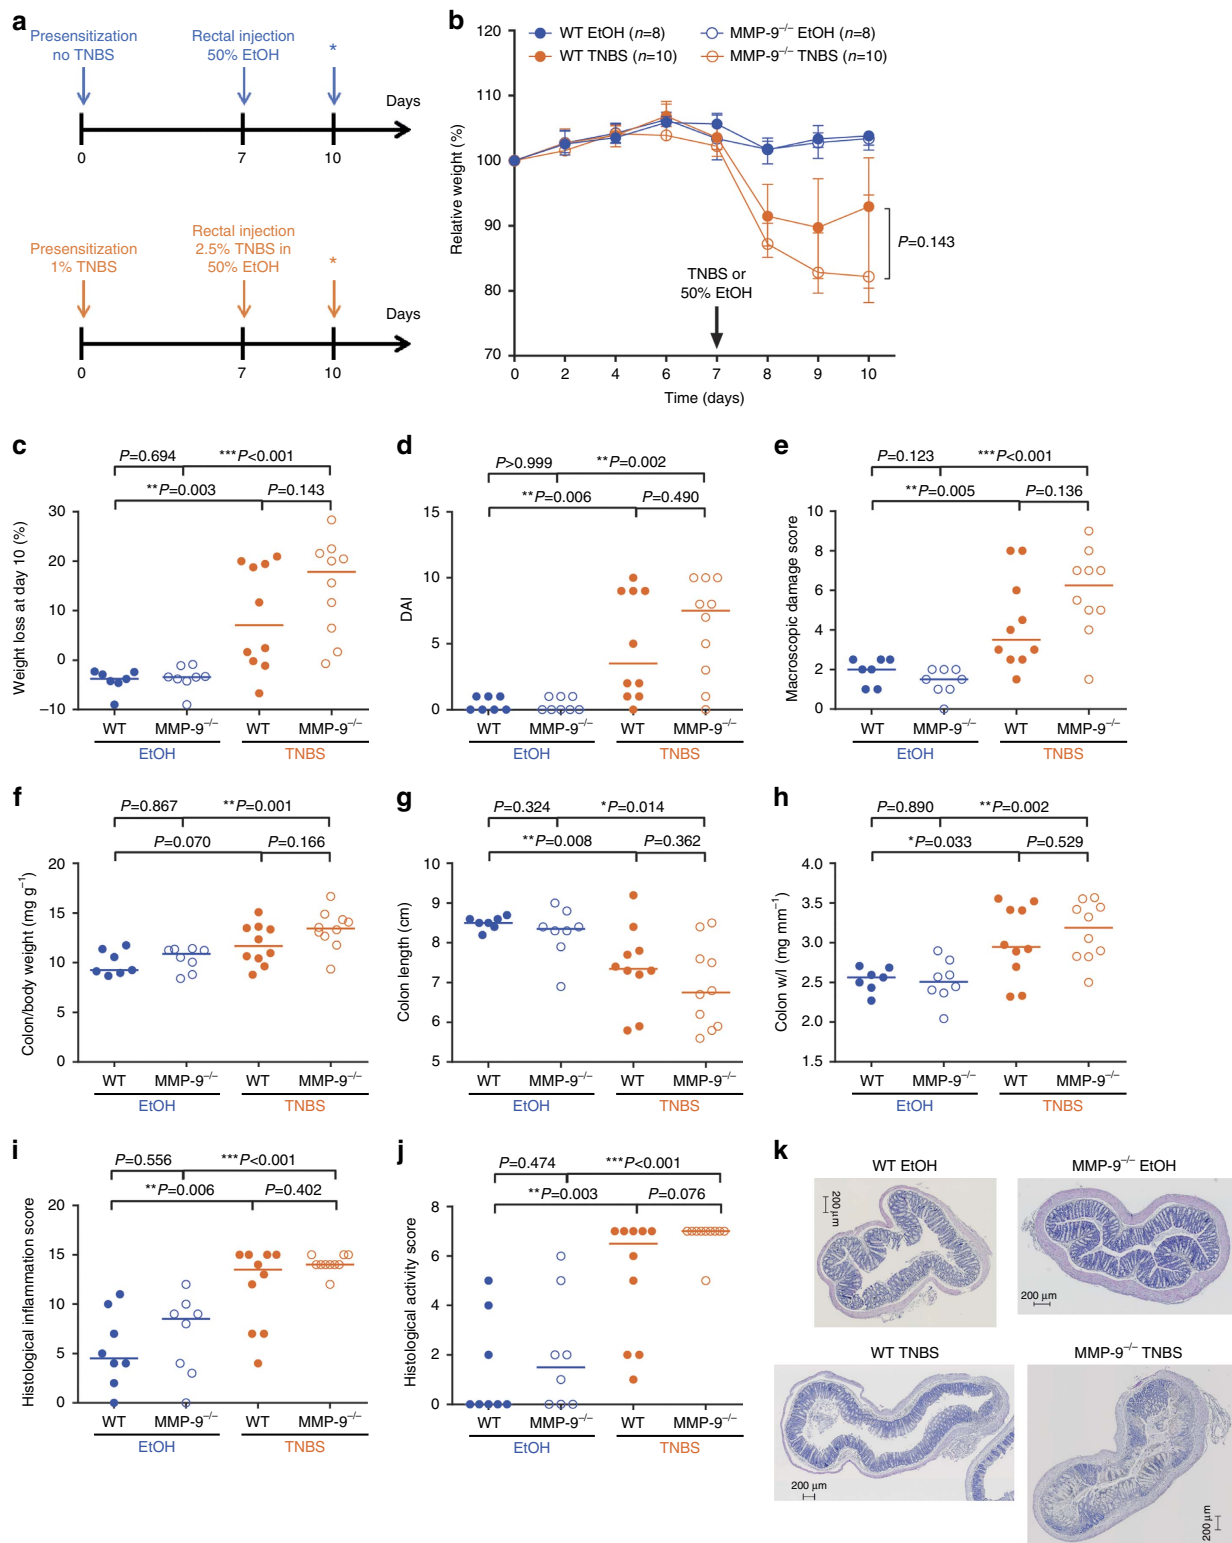 a
Presensitization
no TNBS
Rectal injection
50% EtOH
*
Days
0 7 10
Presensitization
1% TNBS
Rectal injection
2.5% TNBS in
50% EtOH
*
Days
0 7 10
b
WT EtOH (n=8)
MMP-9–/– EtOH (n=8)
WT TNBS (n=10)
MMP-9–/– TNBS (n=10)
Relative weight (%)
120
110
100
90
80
70
P=0.143
TNBS or
50% EtOH
0 2 4 6 7 8 9 10
Time (days)
c
P=0.694 ***P<0.001
**P=0.003 P=0.143
Weight loss at day 10 (%)
30
20
10
0
–10
WT MMP-9–/– WT MMP-9–/–
EtOH TNBS
d
P>0.999 **P=0.002
**P=0.006 P=0.490
DAI
15
10
5
0
WT MMP-9–/– WT MMP-9–/–
EtOH TNBS
e
P=0.123 ***P<0.001
**P=0.005 P=0.136
Macroscopic damage score
10
8
6
4
2
0
WT MMP-9–/– WT MMP-9–/–
EtOH TNBS
f
P=0.867 **P=0.001
P=0.070 P=0.166
Colon/body weight (mg g–1)
20
15
10
5
0
WT MMP-9–/– WT MMP-9–/–
EtOH TNBS
g
P=0.324 *P=0.014
**P=0.008 P=0.362
Colon length (cm)
10
9
8
7
6
5
WT MMP-9–/– WT MMP-9–/–
EtOH TNBS
h
P=0.890 **P=0.002
*P=0.033 P=0.529
Colon w/l (mg mm–1)
4.0
3.0
2.5
2.0
1.5
WT MMP-9–/– WT MMP-9–/–
EtOH TNBS
i
P=0.556 ***P<0.001
**P=0.006 P=0.402
Histological inflammation score
20
15
10
5
0
WT MMP-9–/– WT MMP-9–/–
EtOH TNBS
j
P=0.474 ***P<0.001
**P=0.003 P=0.076
Histological activity score
8
6
4
2
0
WT MMP-9–/– WT MMP-9–/–
EtOH TNBS
k
WT EtOH
200 µm
MMP-9–/– EtOH
200 µm
WT TNBS
200 µm
MMP-9–/– TNBS
200 µm